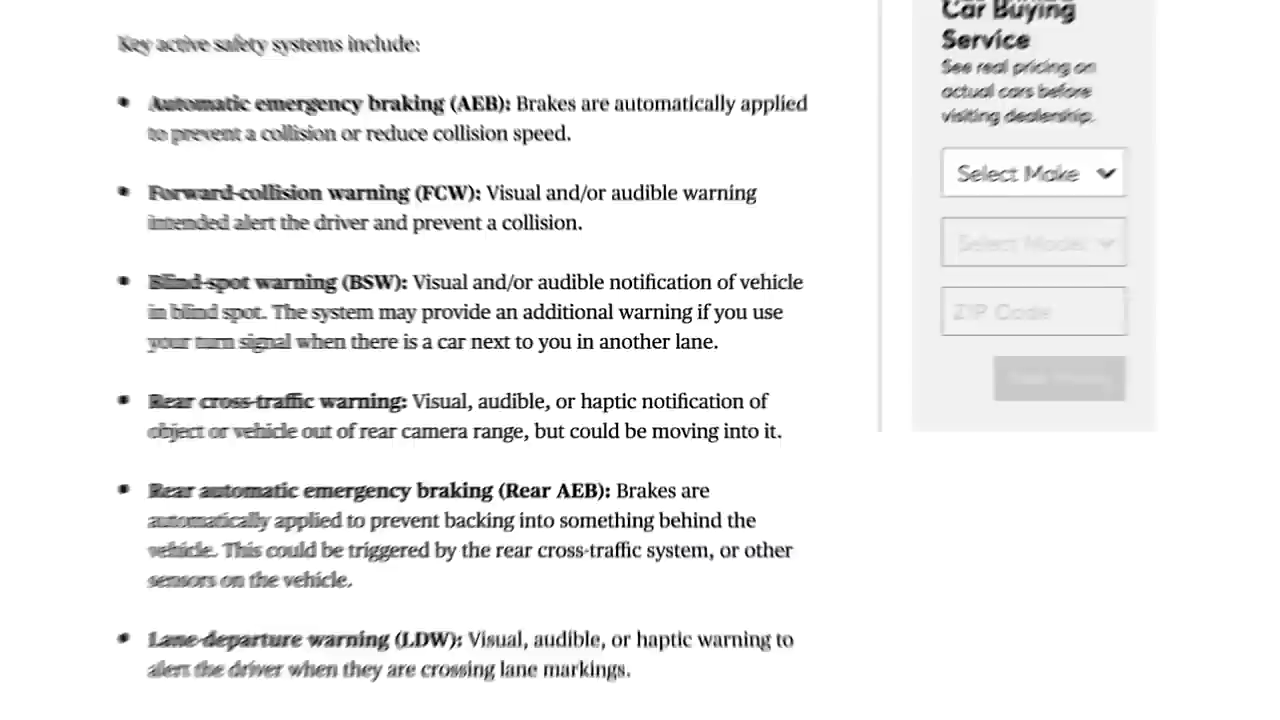 Key active safety systems include:
• Automatic emergency braking (AEB): Brakes are automatically applied
to prevent a collision or reduce collision speed.
• Forward-collision warning (FCW): Visual and/or audible warning
intended alert the driver and prevent a collision.
• Blind-spot warning (BSW): Visual and/or audible notification of vehicle
in blind spot. The system may provide an additional warning if you use
your turn signal when there is a car next to you in another lane.
• Rear cross-traffic warning: Visual, audible, or haptic notification of
object or vehicle out of rear camera range, but could be moving into it.
• Rear automatic emergency braking (Rear AEB): Brakes are
automatically applied to prevent backing into something behind the
vehicle. This could be triggered by the rear cross-traffic system, or other
sensors on the vehicle.
• Lane-departure warning (LDW): Visual, audible, or haptic warning to
alert the driver when they are crossing lane markings.
Car Buying
Service
See real pricing on
actual cars before
visiting dealership.
Select Make
Select Model
ZIP Code